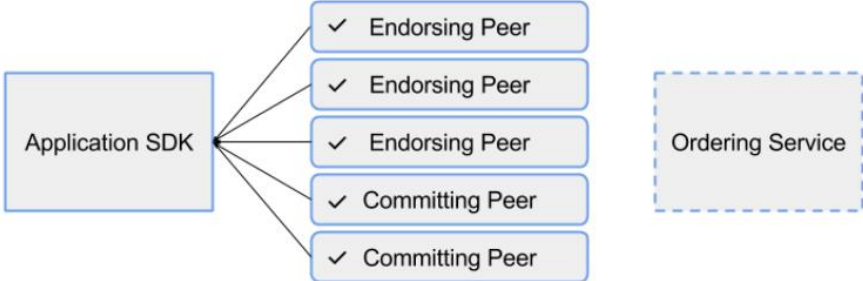 Application SDK
✓ Endorsing Peer
✓ Endorsing Peer
✓ Endorsing Peer
✓ Committing Peer
✓ Committing Peer
Ordering Service